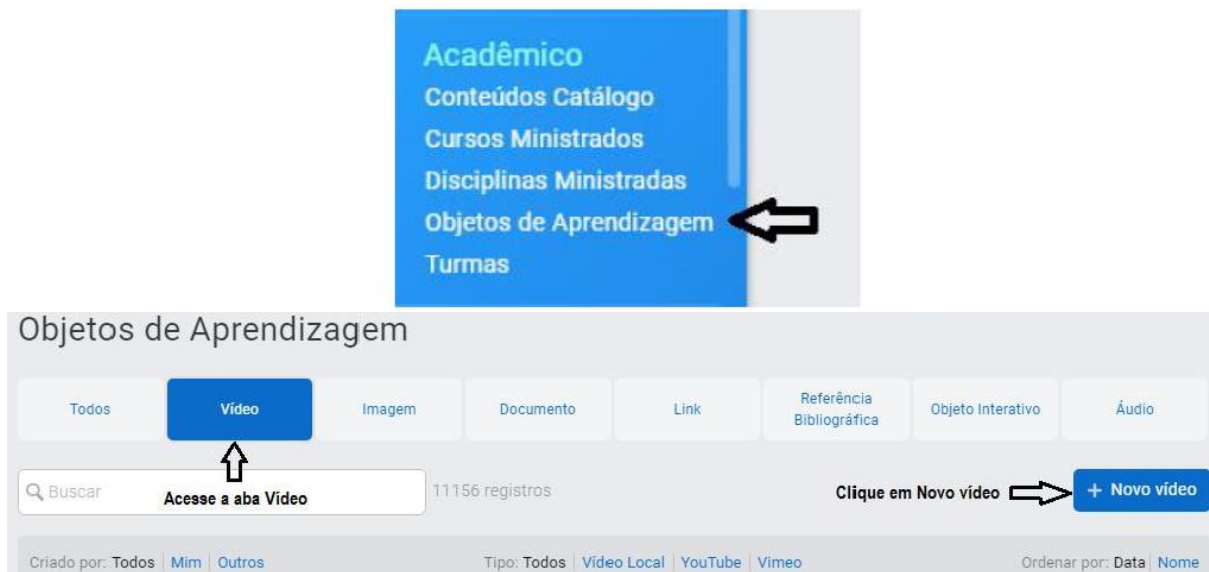 Acadêmico
Conteúdos Catálogo
Cursos Ministrados
Disciplinas Ministradas
Objetos de Aprendizagem
Turmas
Objetos de Aprendizagem
Todos
Vídeo
Imagem
Documento
Link
Referência
Bibliográfica
Objeto Interativo
Áudio
Buscar
Acesse a aba Vídeo
11156 registros
Clique em Novo vídeo
+ Novo vídeo
Criado por: Todos | Mim | Outros
Tipo: Todos | Vídeo Local | YouTube | Vimeo
Ordenar por: Data | Nome